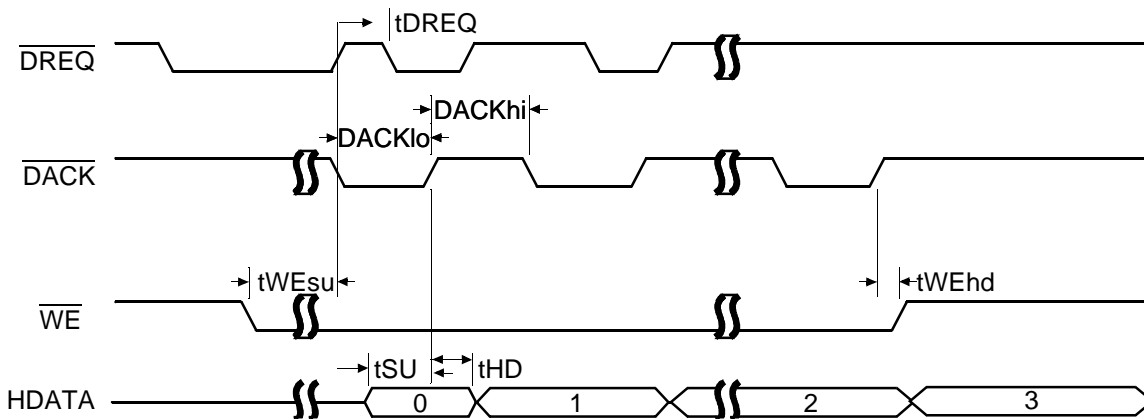 tDREQ
DREQ
DACKhi
DACKlo
DACK
tWEsu
tWEhd
WE
tSU
tHD
HDATA
0
1
2
3